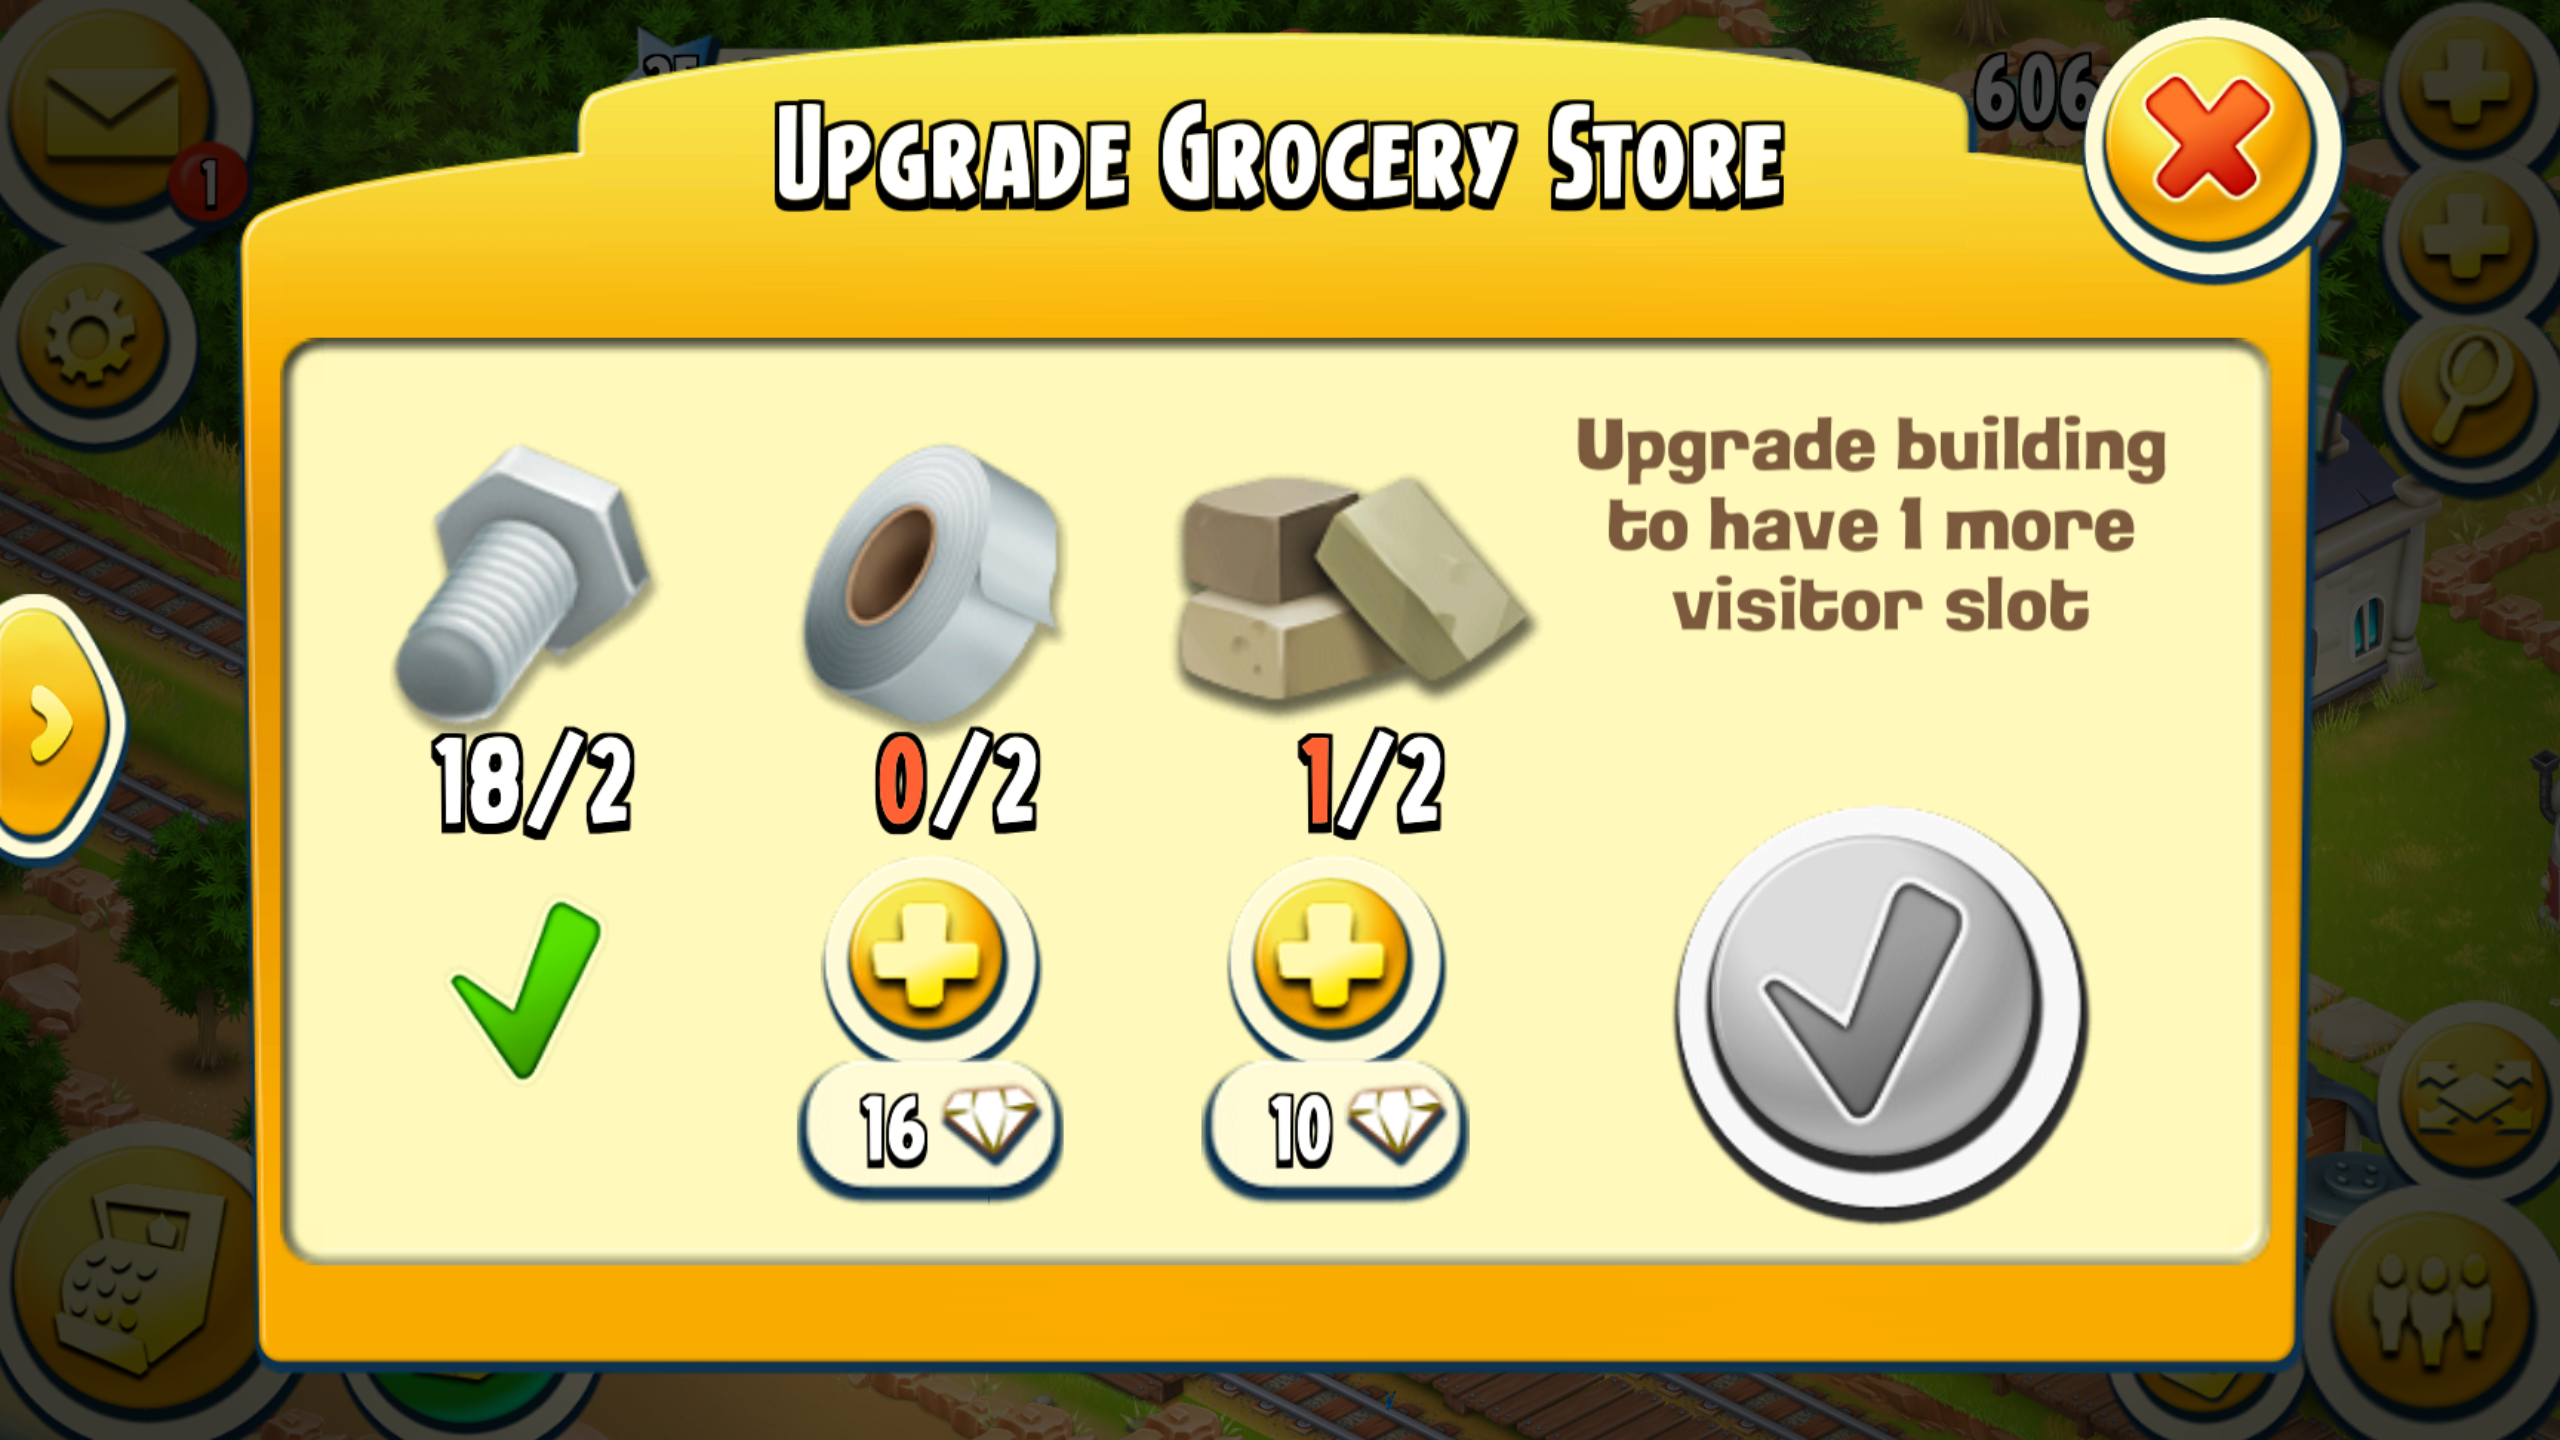 1
606
UPGRADE GROCERY STORE
Upgrade building
to have 1 more
visitor slot
18/2
0/2
1/2
16
10